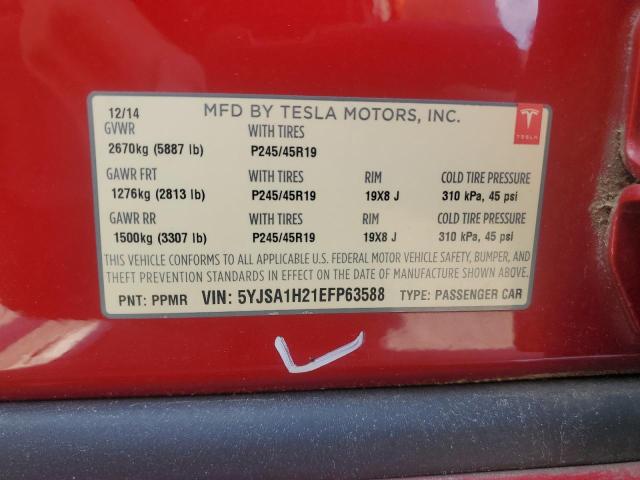 12/14 MFD BY TESLA MOTORS, INC.
TESLA
GVWR WITH TIRES
2670kg (5887 lb) P245/45R19
GAWR FRT WITH TIRES RIM COLD TIRE PRESSURE
1276kg (2813 lb) P245/45R19 19X8 J 310 kPa, 45 psi
GAWR RR WITH TIRES RIM COLD TIRE PRESSURE
1500kg (3307 lb) P245/45R19 19X8 J 310 kPa, 45 psi
THIS VEHICLE CONFORMS TO ALL APPLICABLE U.S. FEDERAL MOTOR VEHICLE SAFETY, BUMPER, AND
THEFT PREVENTION STANDARDS IN EFFECT ON THE DATE OF MANUFACTURE SHOWN ABOVE.
PNT: PPMR VIN: 5YJSA1H21EFP63588 TYPE: PASSENGER CAR